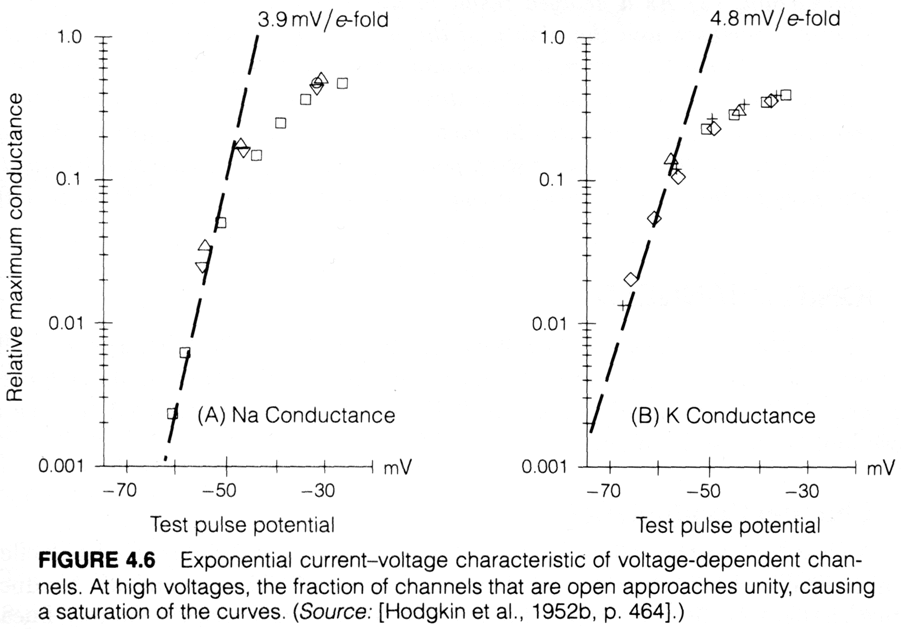 3.9 mV/e-fold
4.8 mV/e-fold
Relative maximum conductance
1.0
0.1
0.01
0.001
(A) Na Conductance
mV
−70
−50
−30
Test pulse potential
1.0
0.1
0.01
0.001
(B) K Conductance
mV
−70
−50
−30
Test pulse potential
FIGURE 4.6 Exponential current–voltage characteristic of voltage-dependent chan-
nels. At high voltages, the fraction of channels that are open approaches unity, causing
a saturation of the curves. (Source: [Hodgkin et al., 1952b, p. 464].)